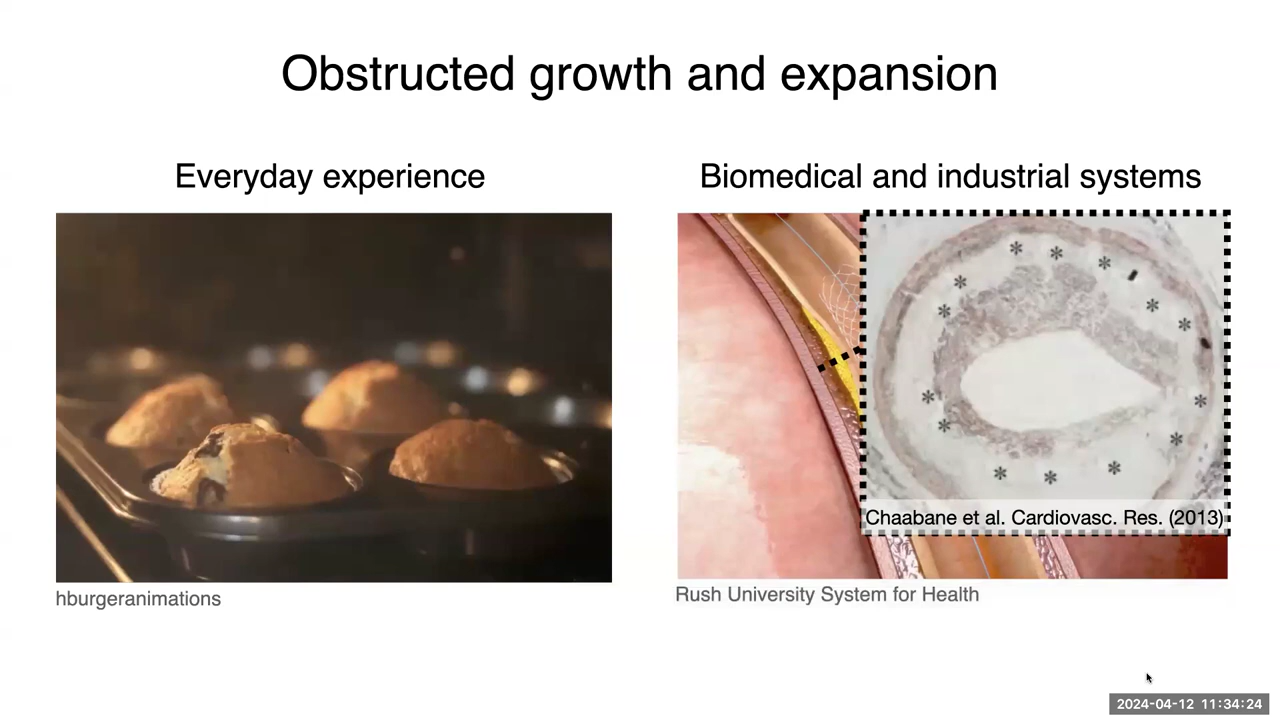 Obstructed growth and expansion
Everyday experience
Biomedical and industrial systems
* * * * * * * * * * * * * * *
Chaabane et al. Cardiovasc. Res. (2013)
hburgeranimations
Rush University System for Health
2024-04-12 11:34:24